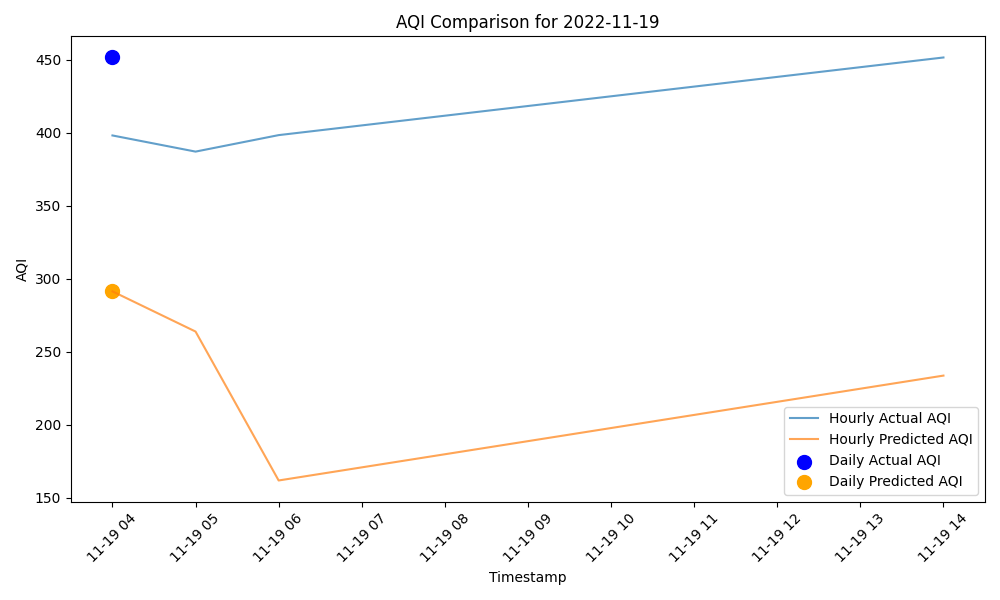 AQI Comparison for 2022-11-19
AQI
450
400
350
300
250
200
150
Hourly Actual AQI
Hourly Predicted AQI
Daily Actual AQI
Daily Predicted AQI
11-19 04
11-19 05
11-19 06
11-19 07
11-19 08
11-19 09
11-19 10
11-19 11
11-19 12
11-19 13
11-19 14
Timestamp